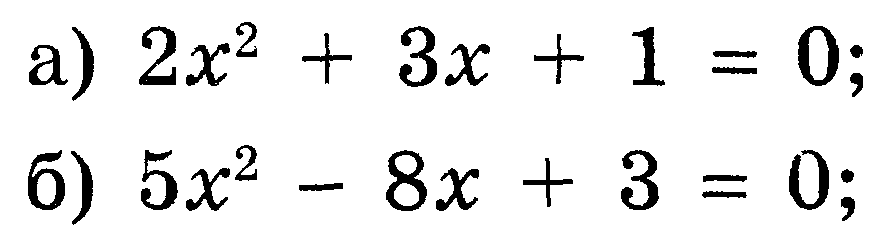 а) 2x² + 3x + 1 = 0;
б) 5x² − 8x + 3 = 0;